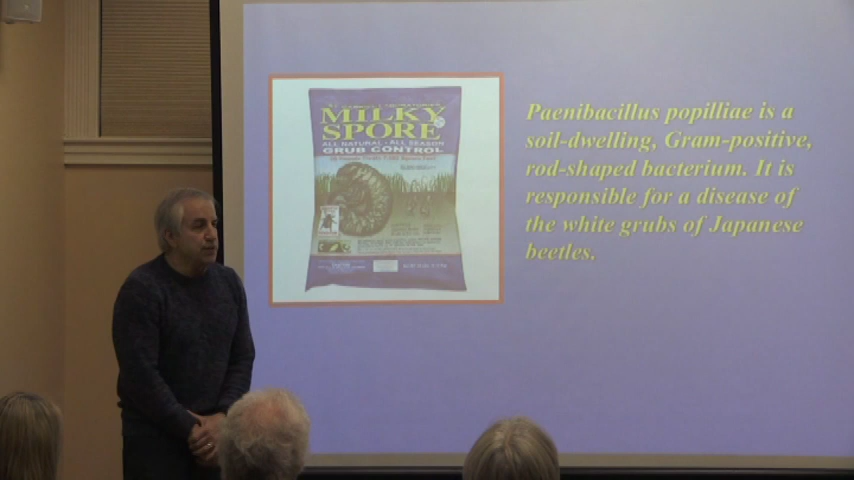 MILKY
SPORE
ALL NATURAL - ALL SEASON
GRUB CONTROL
Paenibacillus popilliae is a
soil-dwelling, Gram-positive,
rod-shaped bacterium. It is
responsible for a disease of
the white grubs of Japanese
beetles.